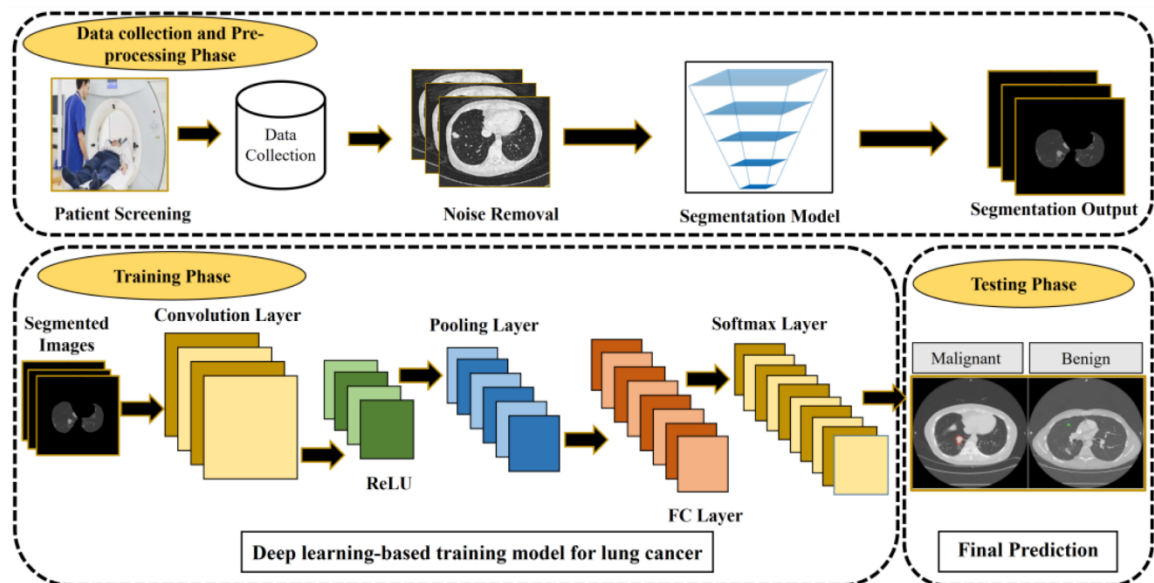 Data collection and Pre-
processing Phase
Data
Collection
Patient Screening
Noise Removal
Segmentation Model
Segmentation Output
Training Phase
Segmented
Images
Convolution Layer
ReLU
Pooling Layer
FC Layer
Softmax Layer
Deep learning-based training model for lung cancer
Testing Phase
Malignant
Benign
Final Prediction